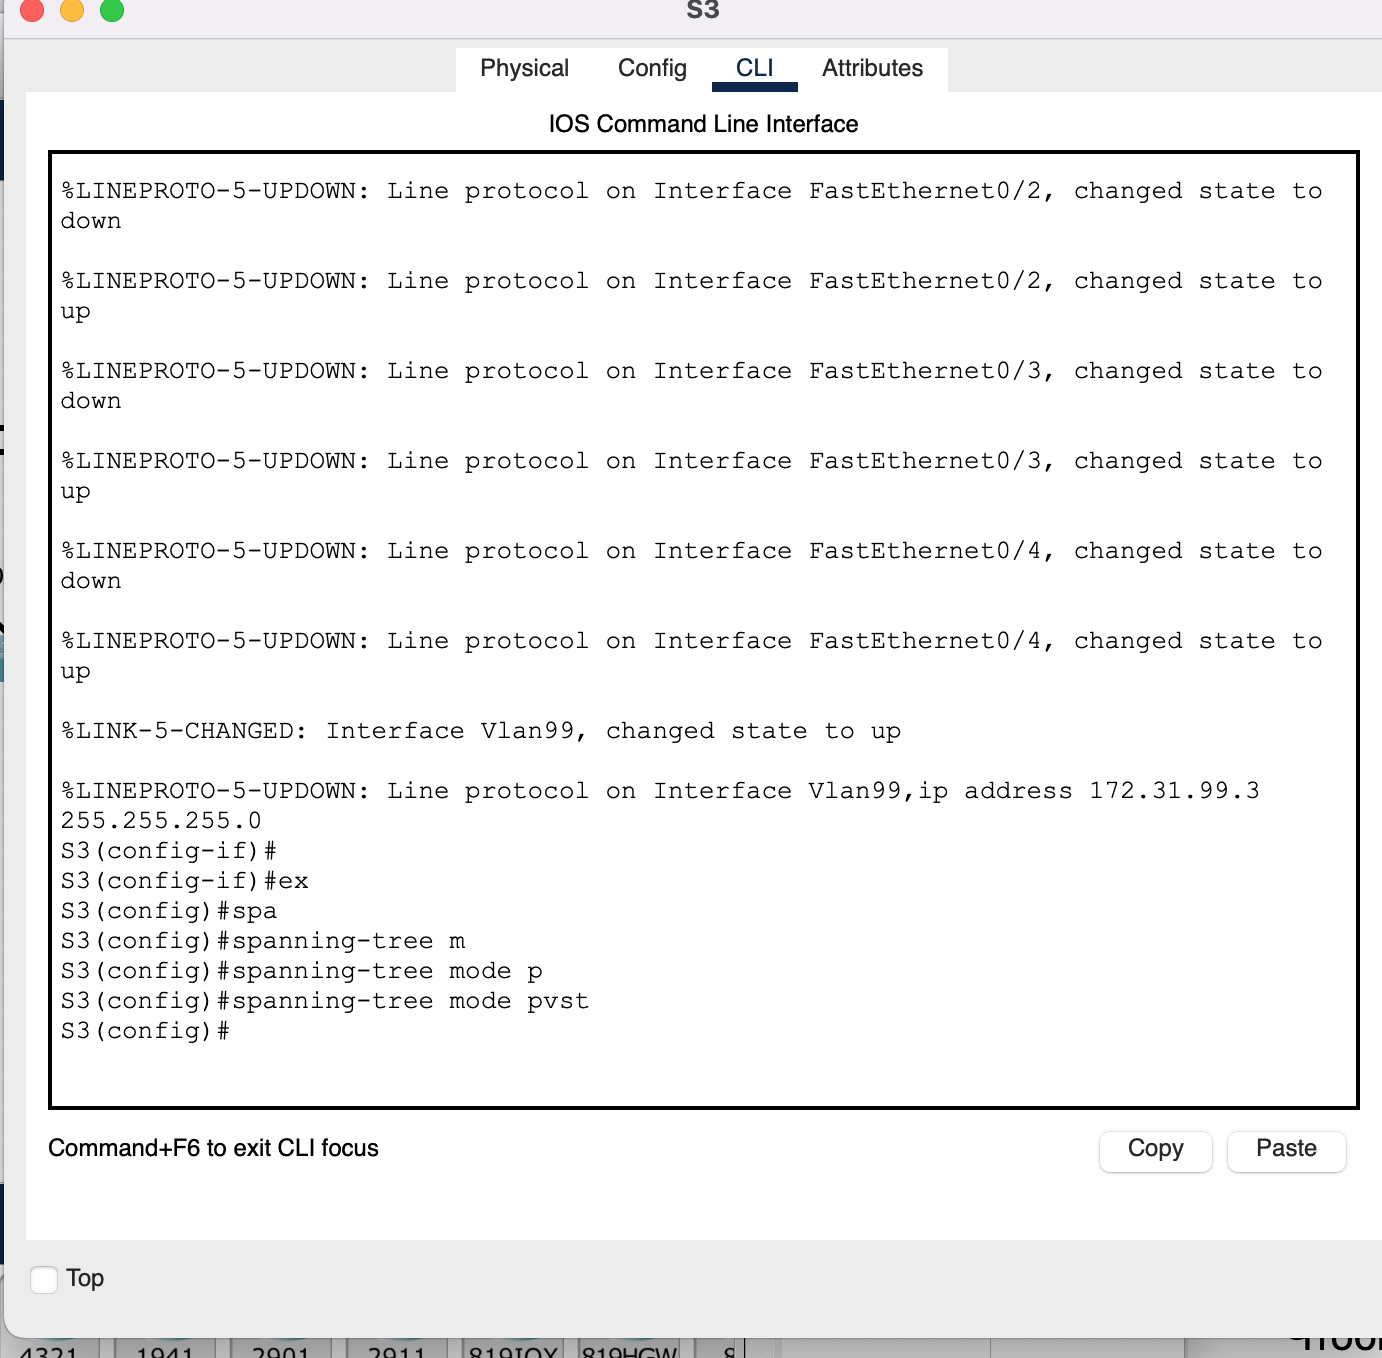 S3
Physical Config CLI Attributes
IOS Command Line Interface
%LINEPROTO-5-UPDOWN: Line protocol on Interface FastEthernet0/2, changed state to
down
%LINEPROTO-5-UPDOWN: Line protocol on Interface FastEthernet0/2, changed state to
up
%LINEPROTO-5-UPDOWN: Line protocol on Interface FastEthernet0/3, changed state to
down
%LINEPROTO-5-UPDOWN: Line protocol on Interface FastEthernet0/3, changed state to
up
%LINEPROTO-5-UPDOWN: Line protocol on Interface FastEthernet0/4, changed state to
down
%LINEPROTO-5-UPDOWN: Line protocol on Interface FastEthernet0/4, changed state to
up
%LINK-5-CHANGED: Interface Vlan99, changed state to up
%LINEPROTO-5-UPDOWN: Line protocol on Interface Vlan99,ip address 172.31.99.3
255.255.255.0
S3(config-if)#
S3(config-if)#ex
S3(config)#spa
S3(config)#spanning-tree m
S3(config)#spanning-tree mode p
S3(config)#spanning-tree mode pvst
S3(config)#
Command+F6 to exit CLI focus
Copy Paste
Top
4321 1941 2901 2911 819IOX 819HGW